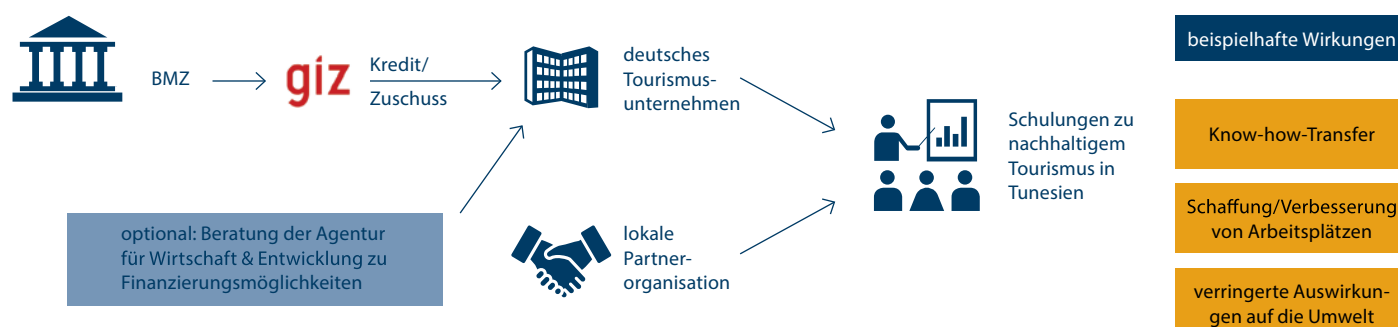 BMZ
giz
Kredit/
Zuschuss
deutsches
Tourismus-
unternehmen
optional: Beratung der Agentur
für Wirtschaft & Entwicklung zu
Finanzierungsmöglichkeiten
lokale
Partner-
organisation
Schulungen zu
nachhaltigem
Tourismus in
Tunesien
beispielhafte Wirkungen
Know-how-Transfer
Schaffung/Verbesserung
von Arbeitsplätzen
verringerte Auswirkun-
gen auf die Umwelt